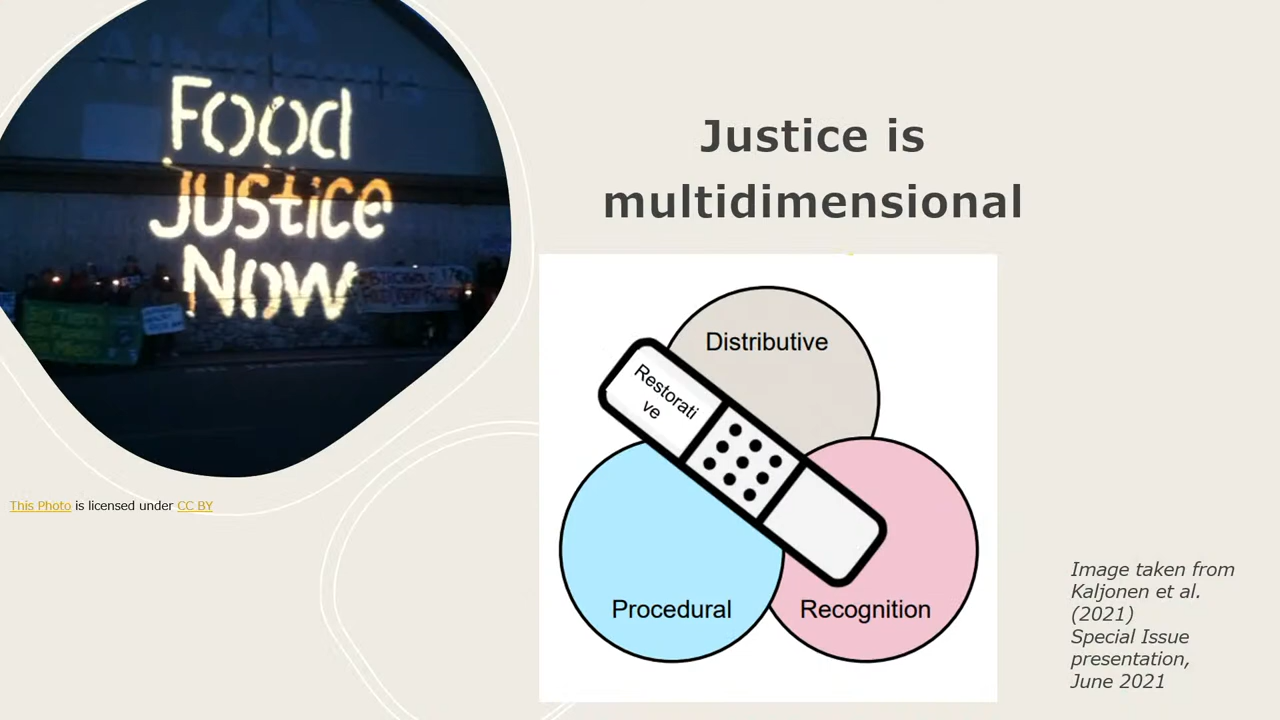 Food
Justice
Now
Justice is
multidimensional
Distributive
Restorati
ve
Procedural
Recognition
This Photo is licensed under CC BY
Image taken from
Kaljonen et al.
(2021)
Special Issue
presentation,
June 2021